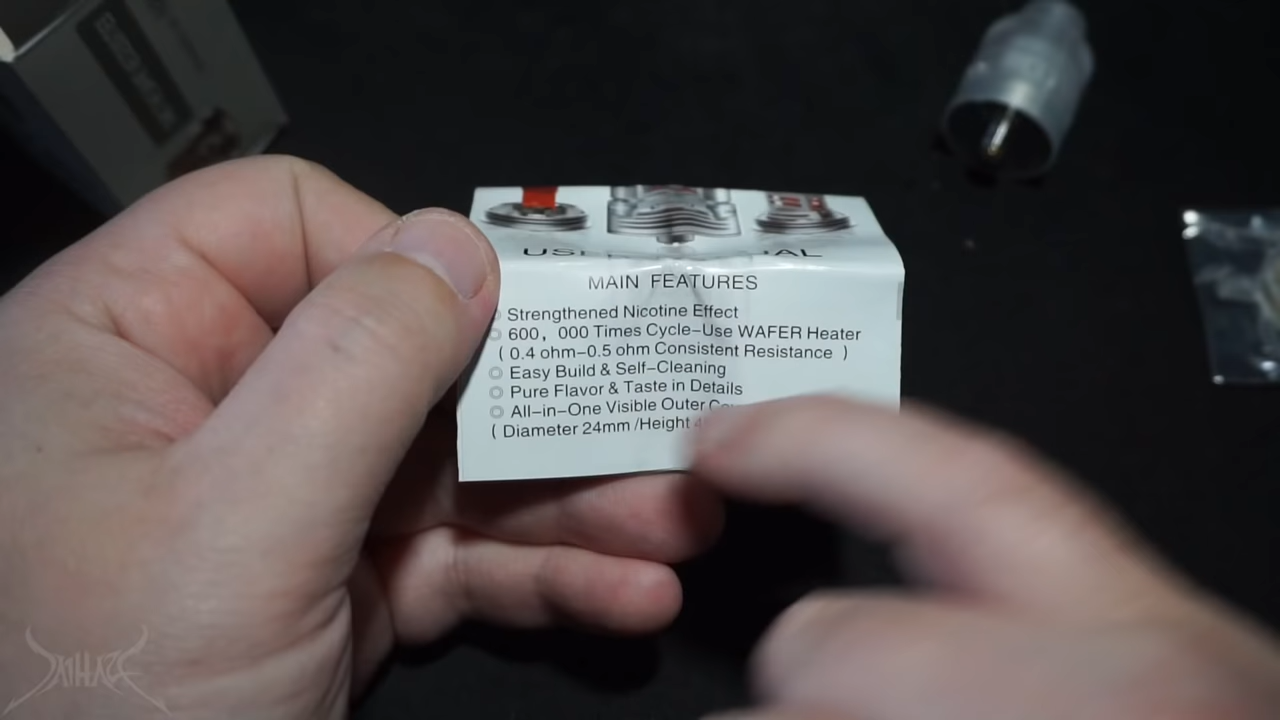 MAIN FEATURES
◎ Strengthened Nicotine Effect
◎ 600, 000 Times Cycle-Use WAFER Heater
( 0.4 ohm-0.5 ohm Consistent Resistance )
◎ Easy Build & Self-Cleaning
◎ Pure Flavor & Taste in Details
◎ All-in-One Visible Outer
( Diameter 24mm /Height